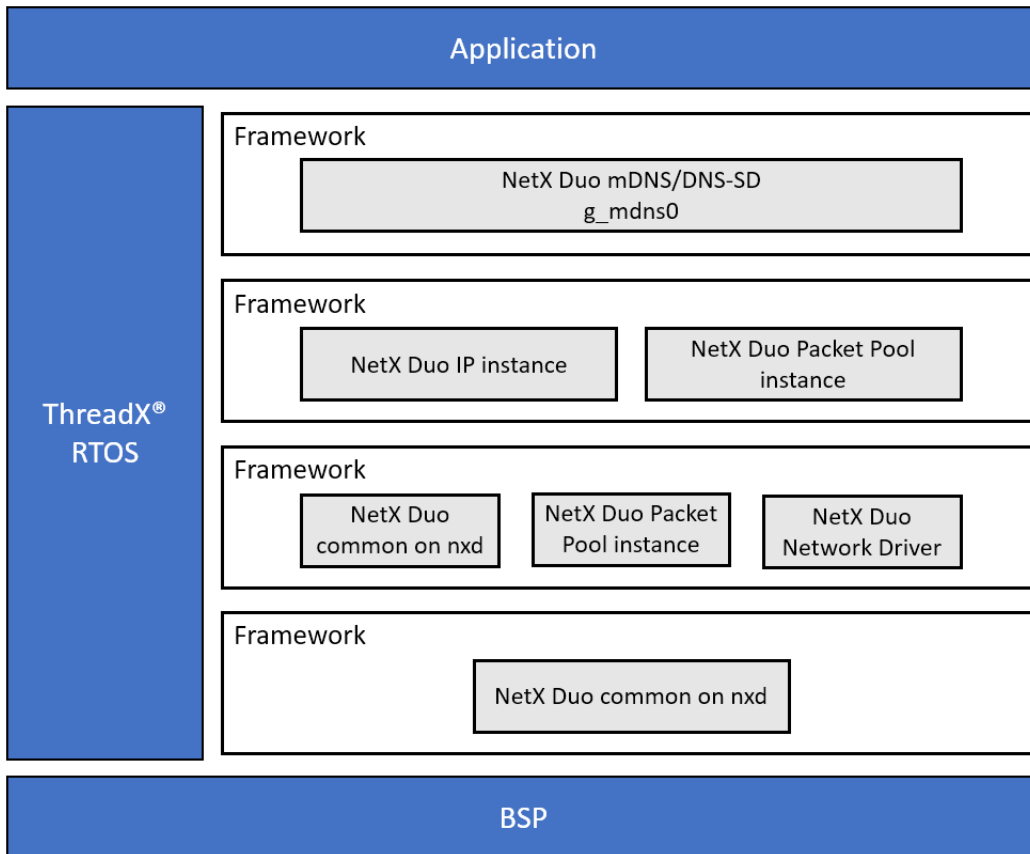 Application
ThreadX®
RTOS
Framework
NetX Duo mDNS/DNS-SD
g_mdns0
Framework
NetX Duo IP instance
NetX Duo Packet Pool
instance
Framework
NetX Duo
common on nxd
NetX Duo Packet
Pool instance
NetX Duo
Network Driver
Framework
NetX Duo common on nxd
BSP